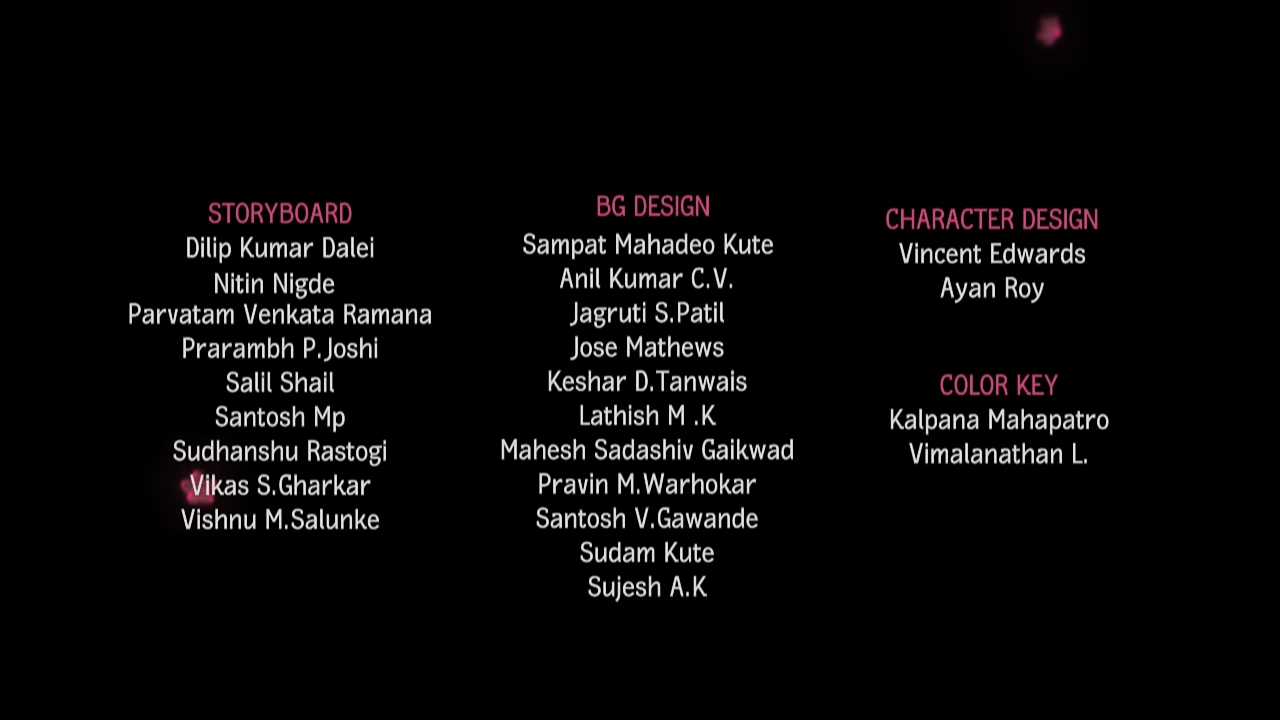 STORYBOARD
Dilip Kumar Dalei
Nitin Nigde
Parvatam Venkata Ramana
Prarambh P.Joshi
Salil Shail
Santosh Mp
Sudhanshu Rastogi
Vikas S.Gharkar
Vishnu M.Salunke
BG DESIGN
Sampat Mahadeo Kute
Anil Kumar C.V.
Jagruti S.Patil
Jose Mathews
Keshar D.Tanwais
Lathish M .K
Mahesh Sadashiv Gaikwad
Pravin M.Warhokar
Santosh V.Gawande
Sudam Kute
Sujesh A.K
CHARACTER DESIGN
Vincent Edwards
Ayan Roy
COLOR KEY
Kalpana Mahapatro
Vimalanathan L.